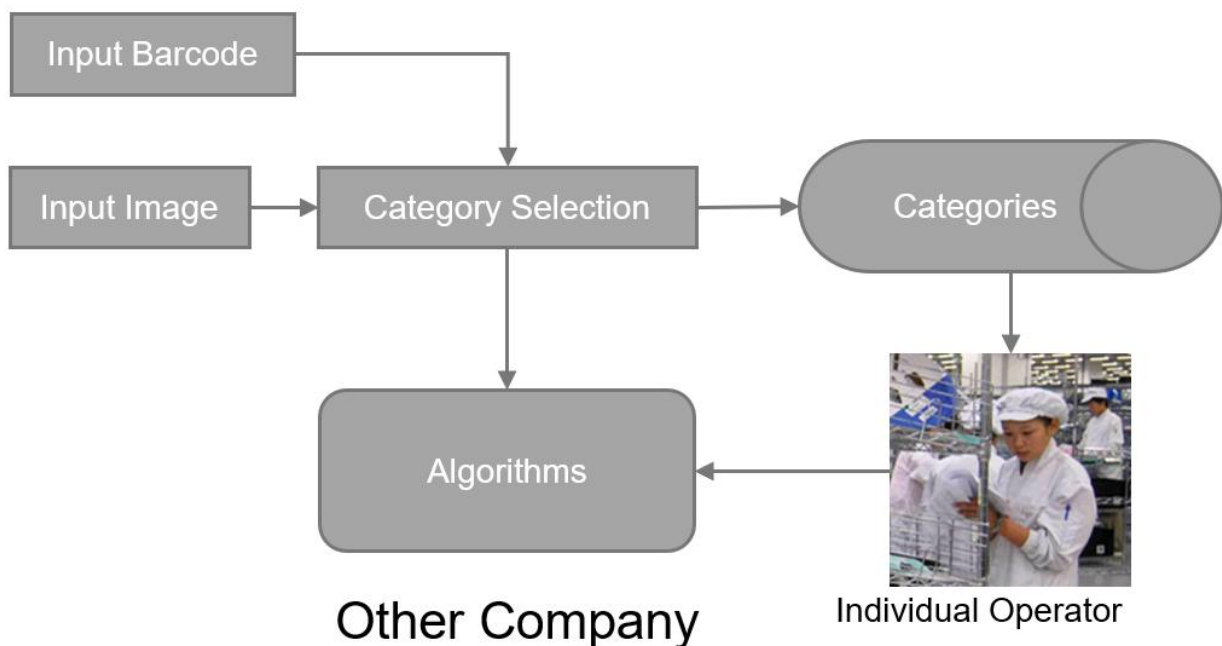 Input Barcode
Input Image
Category Selection
Categories
Algorithms
Individual Operator
Other Company